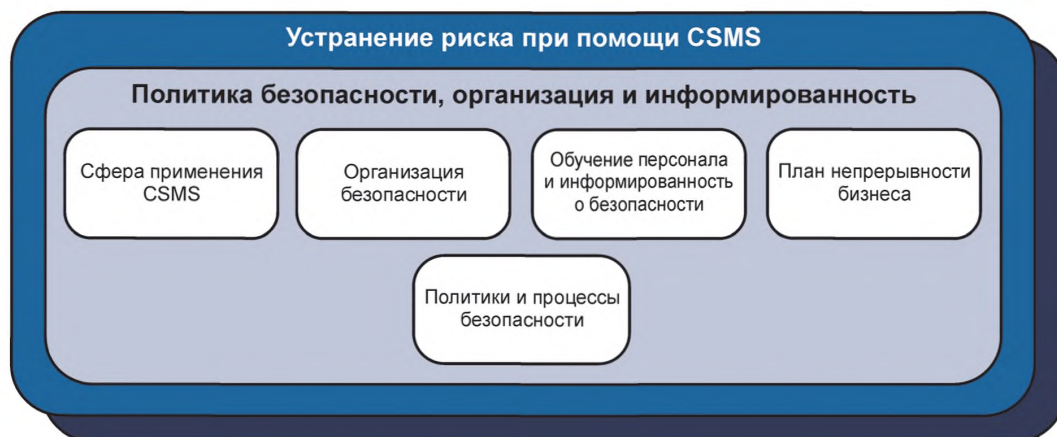 Устранение риска при помощи CSMS
Политика безопасности, организация и информированность
Сфера применения
CSMS
Организация
безопасности
Обучение персонала
и информированность
о безопасности
План непрерывности
бизнеса
Политики и процессы
безопасности